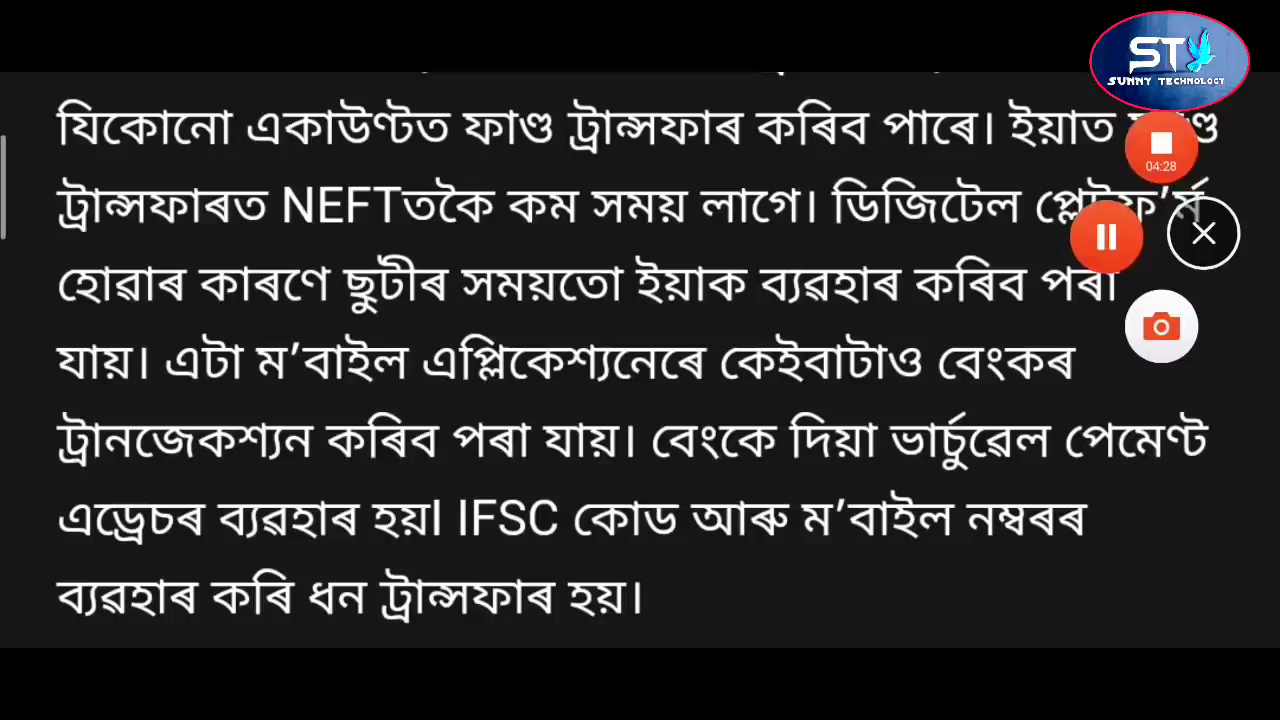 ST
SUNNY TECHNOLOGY
যিকোনো একাউণ্টত ফাণ্ড ট্ৰান্সফাৰ কৰিব পাৰে। ইয়াত
04:28
ট্ৰান্সফাৰত NEFTতকৈ কম সময় লাগে। ডিজিটেল প্লেটফ’ৰ্ম
হোৱাৰ কাৰণে ছুটীৰ সময়তো ইয়াক ব্যৱহাৰ কৰিব পৰা
যায়। এটা ম’বাইল এপ্লিকেশ্যনেৰে কেইবাটাও বেংকৰ
ট্ৰানজেকশ্যন কৰিব পৰা যায়। বেংকে দিয়া ভাৰ্চুৱেল পেমেণ্ট
এড্ৰেচৰ ব্যৱহাৰ হয়l IFSC কোড আৰু ম’বাইল নম্বৰৰ
ব্যৱহাৰ কৰি ধন ট্ৰান্সফাৰ হয়।